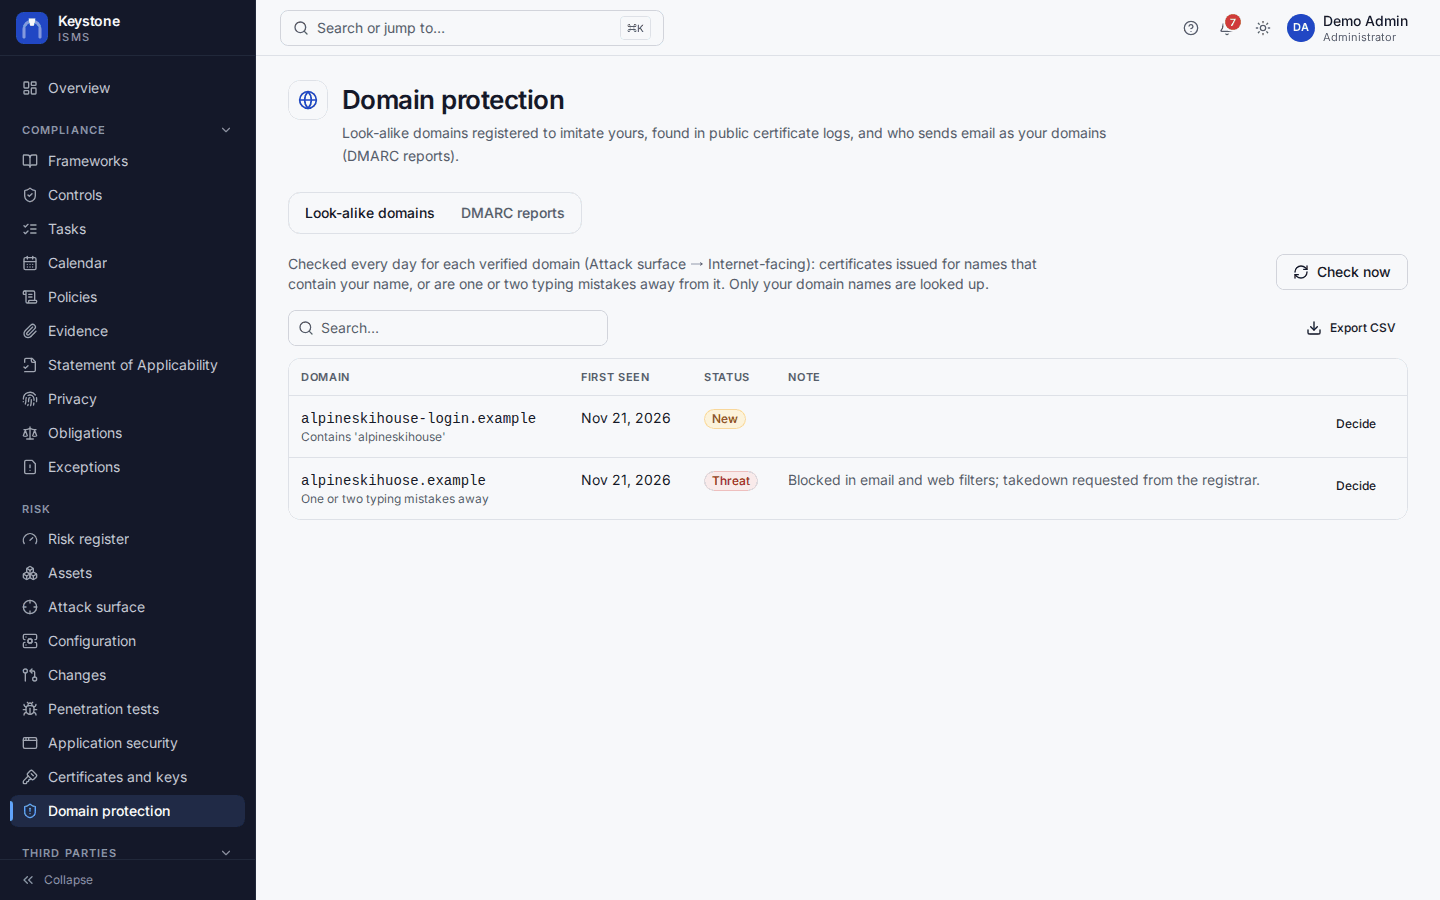 Keystone
ISMS
Search or jump to...
⌘K
7
DA
Demo Admin
Administrator
Overview
COMPLIANCE
Frameworks
Controls
Tasks
Calendar
Policies
Evidence
Statement of Applicability
Privacy
Obligations
Exceptions
RISK
Risk register
Assets
Attack surface
Configuration
Changes
Penetration tests
Application security
Certificates and keys
Domain protection
THIRD PARTIES
Collapse
Domain protection
Look-alike domains registered to imitate yours, found in public certificate logs, and who sends email as your domains
(DMARC reports).
Look-alike domains
DMARC reports
Checked every day for each verified domain (Attack surface → Internet-facing): certificates issued for names that
contain your name, or are one or two typing mistakes away from it. Only your domain names are looked up.
Check now
Search...
Export CSV
DOMAIN
FIRST SEEN
STATUS
NOTE
alpineskihouse-login.example
Contains 'alpineskihouse'
Nov 21, 2026
New
Decide
alpineskihuose.example
One or two typing mistakes away
Nov 21, 2026
Threat
Blocked in email and web filters; takedown requested from the registrar.
Decide